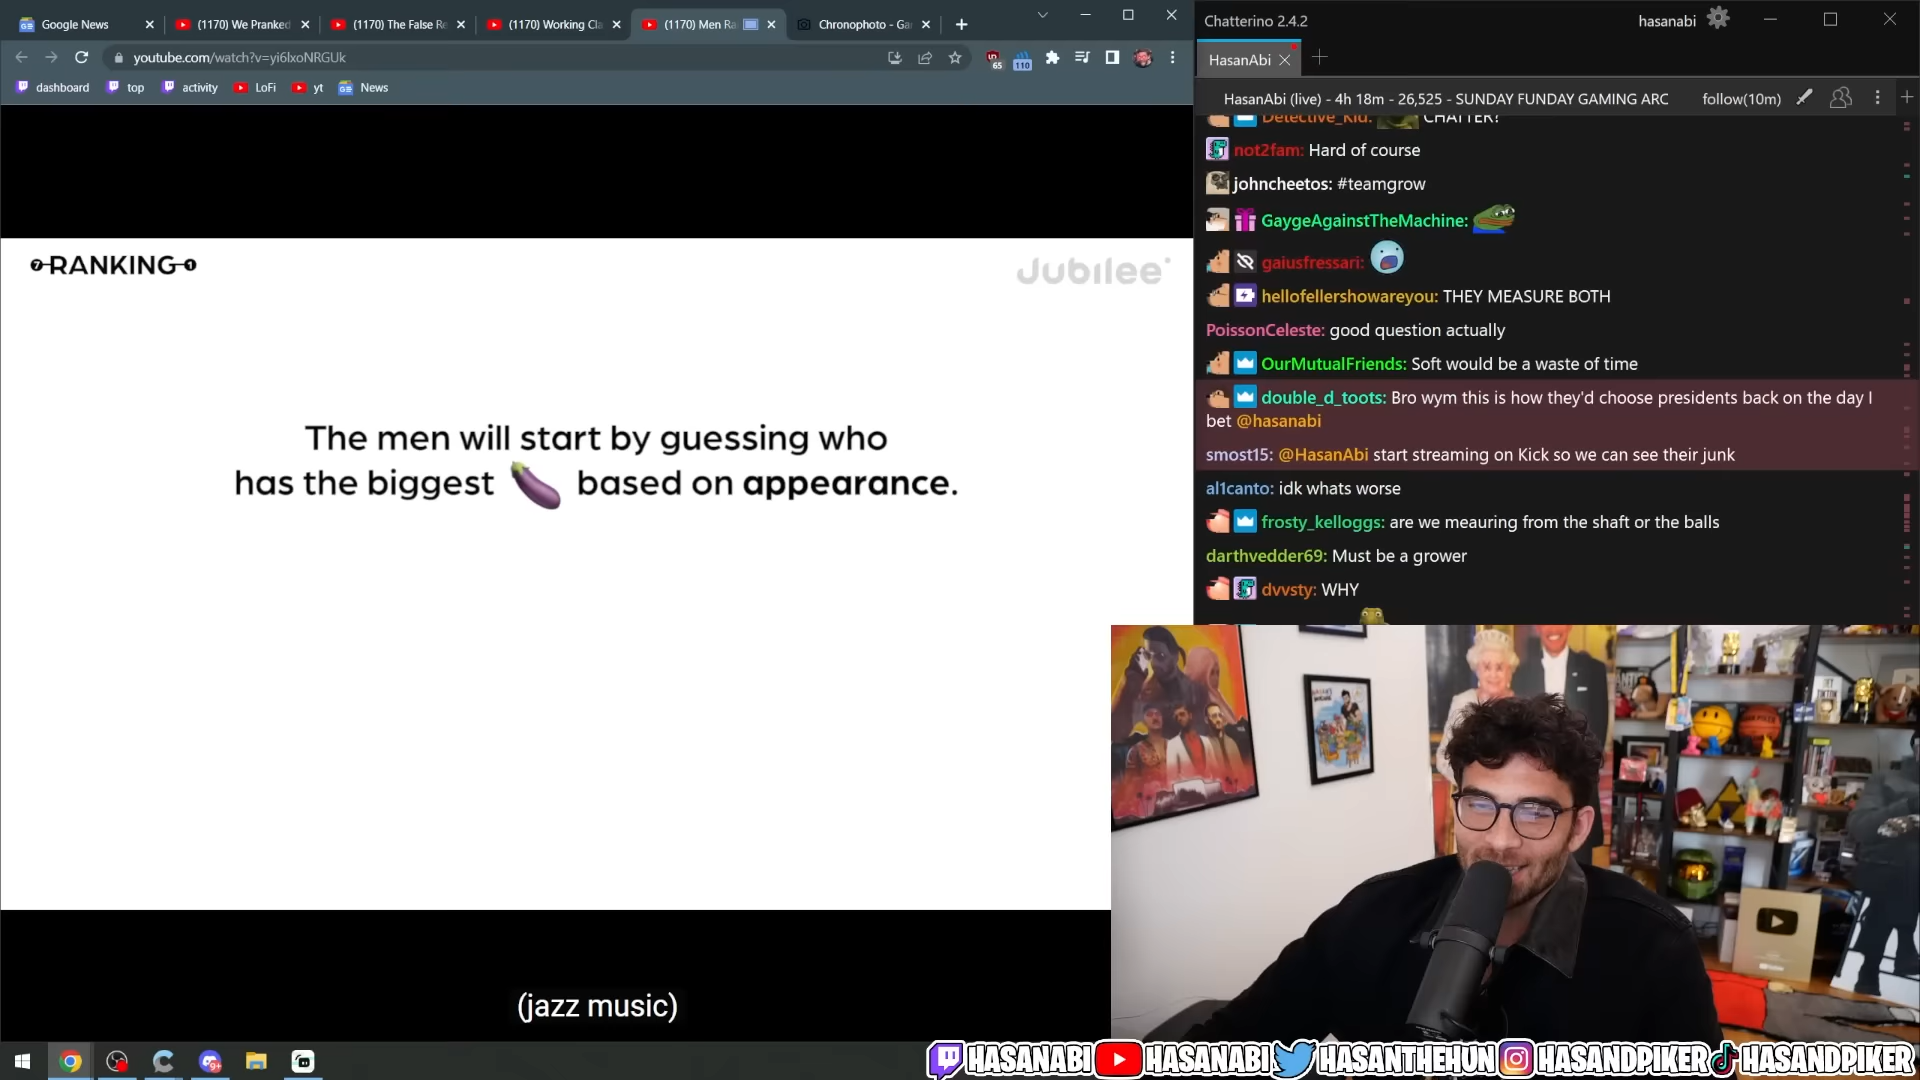 Google News
(1170) We Pranked
(1170) The False Re
(1170) Working Cla
(1170) Men Ra
Chronophoto - Ga
youtube.com/watch?v=yi6lxoNRGUk
65
110
dashboard
top
activity
LoFi
yt
News
RANKING
Jubilee
The men will start by guessing who
has the biggest 🍆 based on appearance.
(jazz music)
Chatterino 2.4.2
hasanabi
HasanAbi
HasanAbi (live) - 4h 18m - 26,525 - SUNDAY FUNDAY GAMING ARC
follow(10m)
Detective_Kid: CHATTER?
not2fam: Hard of course
johncheetos: #teamgrow
GaygeAgainstTheMachine:
gaiusfressari:
hellofellershowareyou: THEY MEASURE BOTH
PoissonCeleste: good question actually
OurMutualFriends: Soft would be a waste of time
double_d_toots: Bro wym this is how they'd choose presidents back on the day I
bet @hasanabi
smost15: @HasanAbi start streaming on Kick so we can see their junk
al1canto: idk whats worse
frosty_kelloggs: are we meauring from the shaft or the balls
darthvedder69: Must be a grower
dvvsty: WHY
HASANABI HASANABI HASANTHEHUN HASANDPIKER HASANDPIKER